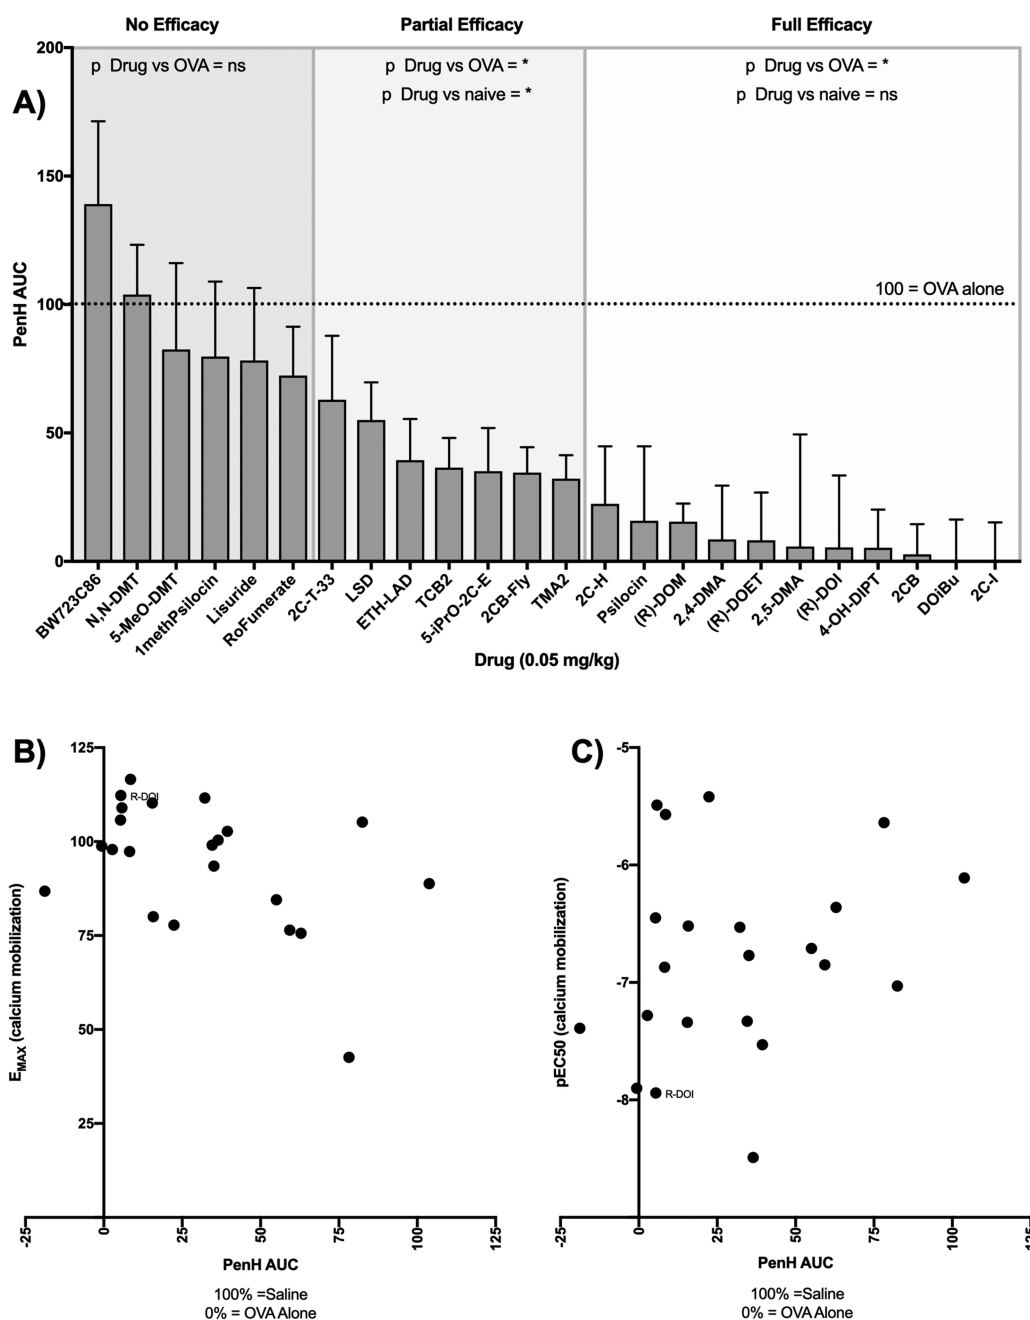 No Efficacy Partial Efficacy Full Efficacy
A)
p Drug vs OVA = ns
p Drug vs OVA = *
p Drug vs naive = *
p Drug vs OVA = *
p Drug vs naive = ns
200
150
100
50
0
PenH AUC
100 = OVA alone
BW723C86
N,N-DMT
5-MeO-DMT
1methPsilocin
Lisuride
RoFumerate
2C-T-33
LSD
ETH-LAD
TCB2
5-iPrO-2C-E
2CB-Fly
TMA2
2C-H
Psilocin
(R)-DOM
2,4-DMA
(R)-DOET
2,5-DMA
(R)-DOI
4-OH-DIPT
2CB
DOiBu
2C-I
Drug (0.05 mg/kg)
B)
125
100
75
50
25
EMAX (calcium mobilization)
R-DOI
-25 0 25 50 75 100 125
PenH AUC
100% =Saline
0% = OVA Alone
C)
-5
-6
-7
-8
pEC50 (calcium mobilization)
R-DOI
-25 0 25 50 75 100 125
PenH AUC
100% =Saline
0% = OVA Alone